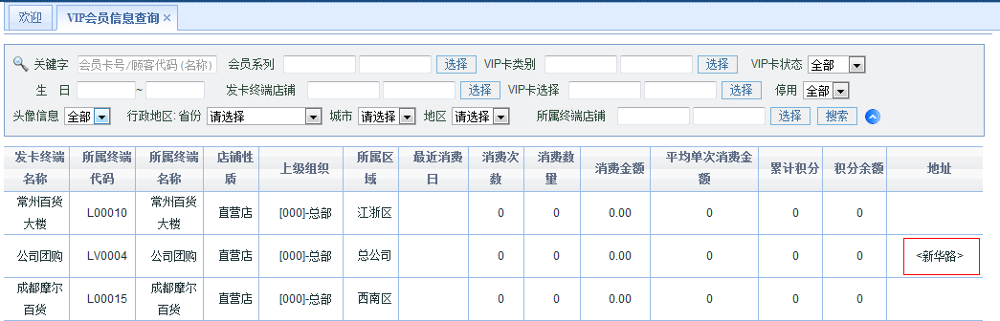 欢迎 VIP会员信息查询 ×
关键字 会员卡号/顾客代码(名称) 会员系列 选择 VIP卡类别 选择 VIP卡状态 全部
生 日 ~ 发卡终端店铺 选择 VIP卡选择 选择 停用 全部
头像信息 全部 行政地区: 省份 请选择 城市 请选择 地区 请选择 所属终端店铺 选择 搜索
发卡终端名称 所属终端代码 所属终端名称 店铺性质 上级组织 所属区域 最近消费日 消费次数 消费数量 消费金额 平均单次消费金额 累计积分 积分余额 地址
常州百货大楼 L00010 常州百货大楼 直营店 [000]-总部 江浙区 0 0 0.00 0 0 0
公司团购 LV0004 公司团购 直营店 [000]-总部 总公司 0 0 0.00 0 0 0 <新华路>
成都摩尔百货 L00015 成都摩尔百货 直营店 [000]-总部 西南区 0 0 0.00 0 0 0